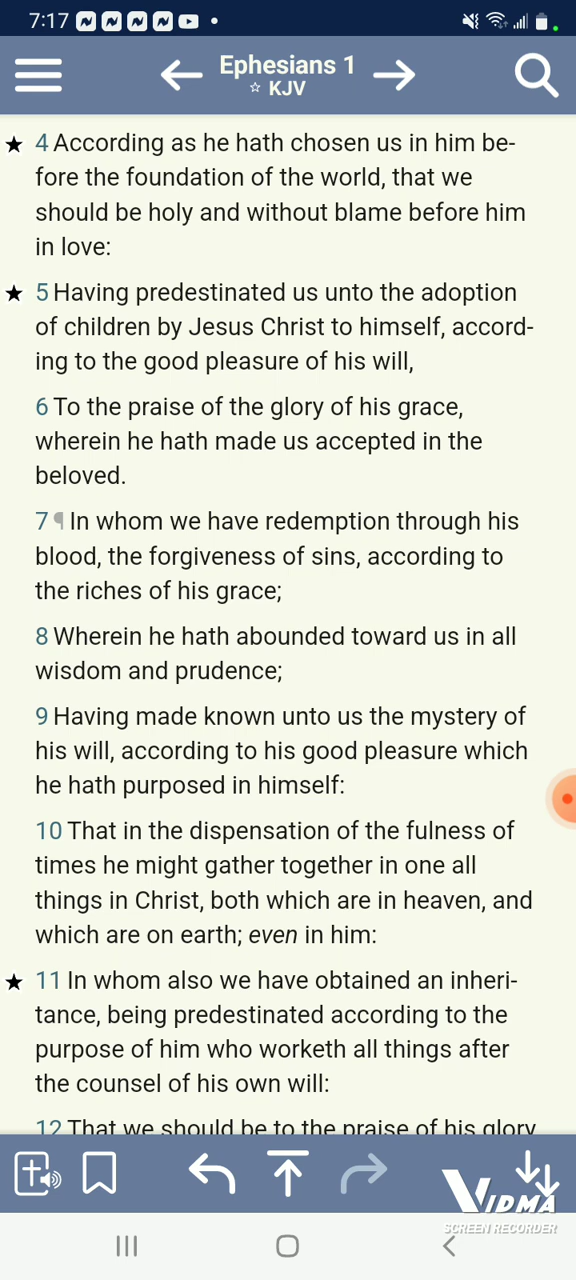 7:17
Ephesians 1
☆ KJV
★ 4 According as he hath chosen us in him be-
fore the foundation of the world, that we
should be holy and without blame before him
in love:
★ 5 Having predestinated us unto the adoption
of children by Jesus Christ to himself, accord-
ing to the good pleasure of his will,
6 To the praise of the glory of his grace,
wherein he hath made us accepted in the
beloved.
7 ¶ In whom we have redemption through his
blood, the forgiveness of sins, according to
the riches of his grace;
8 Wherein he hath abounded toward us in all
wisdom and prudence;
9 Having made known unto us the mystery of
his will, according to his good pleasure which
he hath purposed in himself:
10 That in the dispensation of the fulness of
times he might gather together in one all
things in Christ, both which are in heaven, and
which are on earth; even in him:
★ 11 In whom also we have obtained an inheri-
tance, being predestinated according to the
purpose of him who worketh all things after
the counsel of his own will:
12 That we should be to the praise of his glory
VIDMA
SCREEN RECORDER